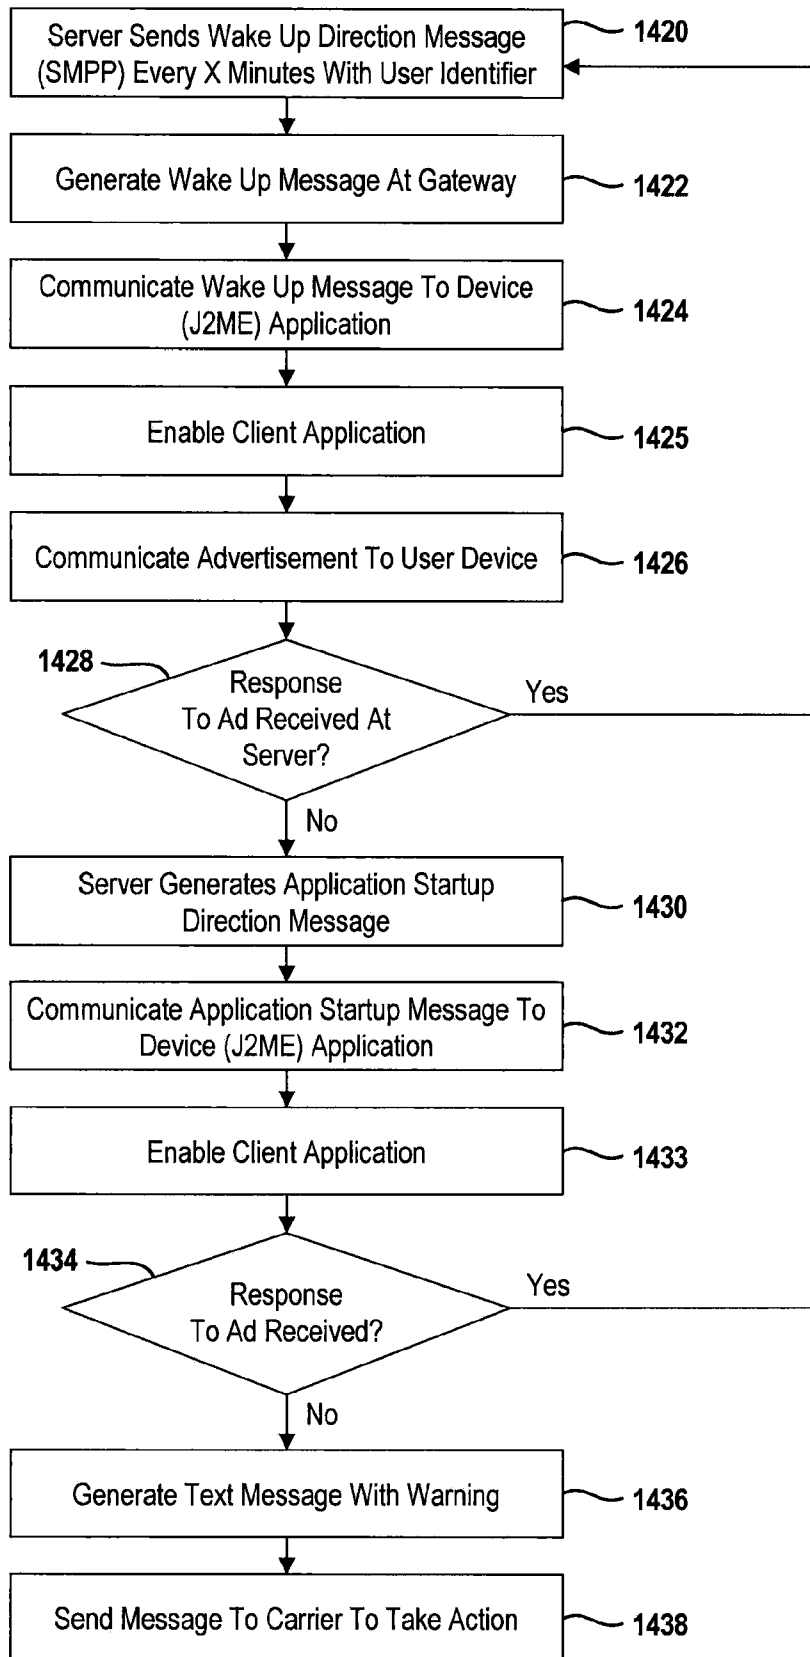 Server Sends Wake Up Direction Message
(SMPP) Every X Minutes With User Identifier
1420
Generate Wake Up Message At Gateway
1422
Communicate Wake Up Message To Device
(J2ME) Application
1424
Enable Client Application
1425
Communicate Advertisement To User Device
1426
1428
Response
To Ad Received At
Server?
Yes
No
Server Generates Application Startup
Direction Message
1430
Communicate Application Startup Message To
Device (J2ME) Application
1432
Enable Client Application
1433
1434
Response
To Ad Received?
Yes
No
Generate Text Message With Warning
1436
Send Message To Carrier To Take Action
1438